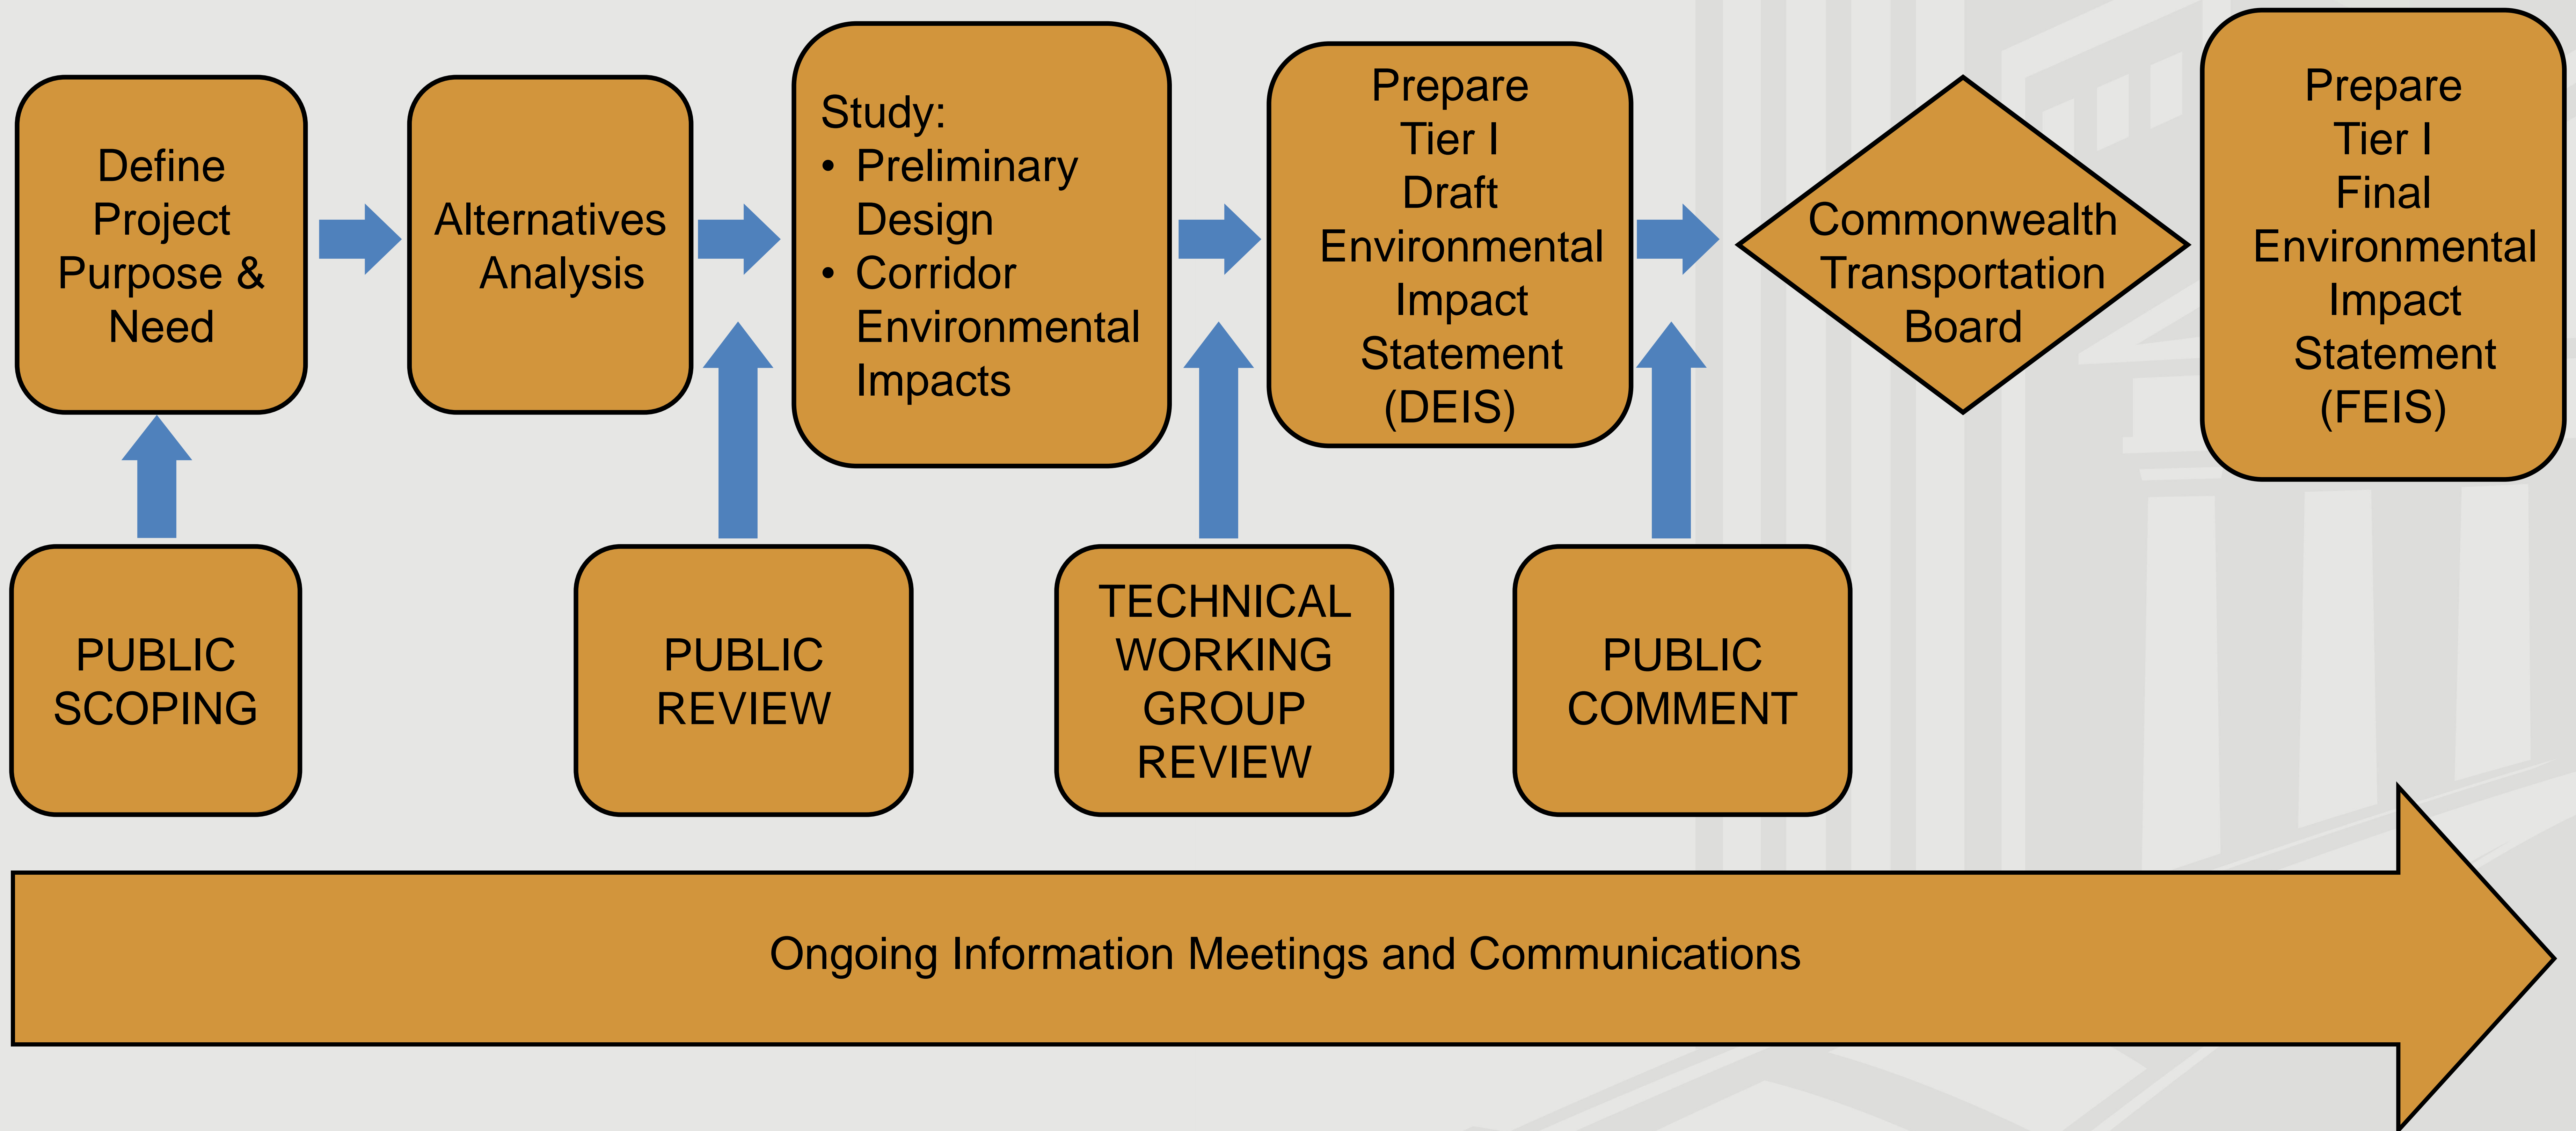 Define
Project
Purpose &
Need
Alternatives
Analysis
Study:
• Preliminary
Design
• Corridor
Environmental
Impacts
Prepare
Tier I
Draft
Environmental
Impact
Statement
(DEIS)
Commonwealth
Transportation
Board
Prepare
Tier I
Final
Environmental
Impact
Statement
(FEIS)
PUBLIC
SCOPING
PUBLIC
REVIEW
TECHNICAL
WORKING
GROUP
REVIEW
PUBLIC
COMMENT
Ongoing Information Meetings and Communications